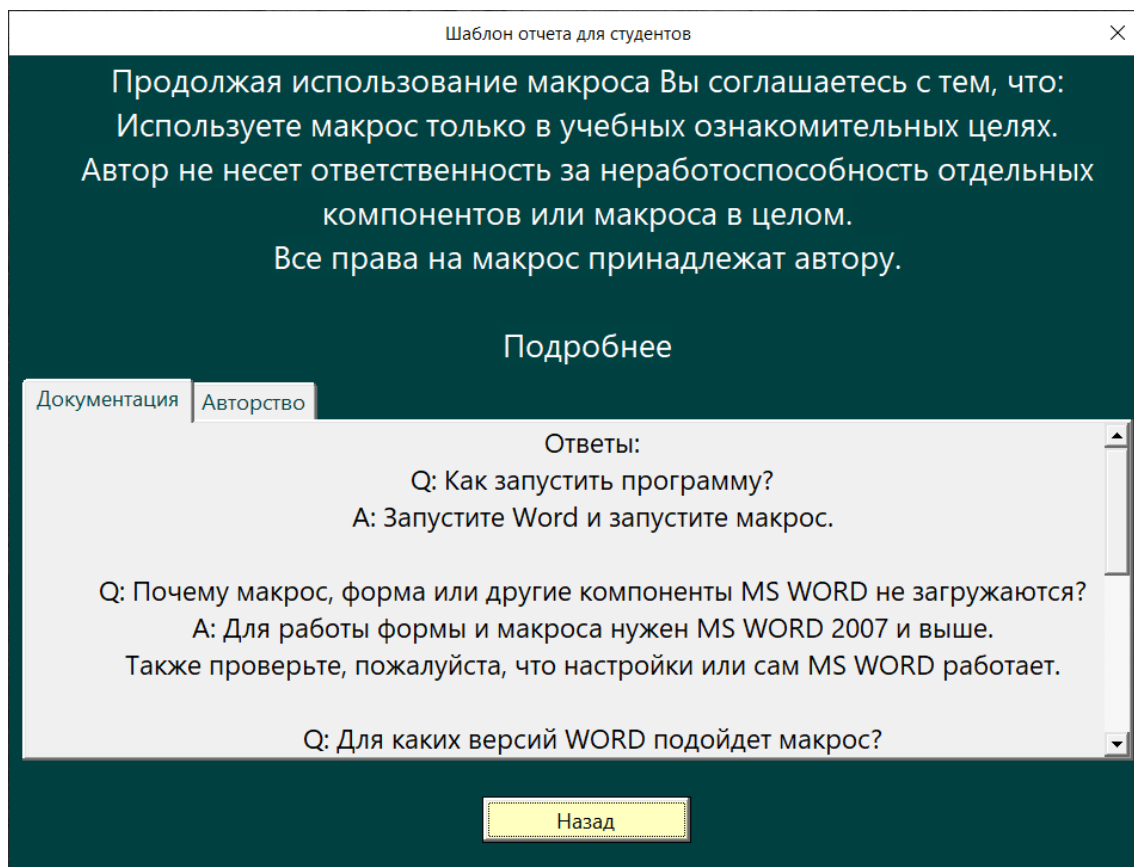 Шаблон отчета для студентов
Продолжая использование макроса Вы соглашаетесь с тем, что:
Используете макрос только в учебных ознакомительных целях.
Автор не несет ответственность за неработоспособность отдельных
компонентов или макроса в целом.
Все права на макрос принадлежат автору.
Подробнее
Документация
Авторство
Ответы:
Q: Как запустить программу?
A: Запустите Word и запустите макрос.
Q: Почему макрос, форма или другие компоненты MS WORD не загружаются?
A: Для работы формы и макроса нужен MS WORD 2007 и выше.
Также проверьте, пожалуйста, что настройки или сам MS WORD работает.
Q: Для каких версий WORD подойдет макрос?
Назад